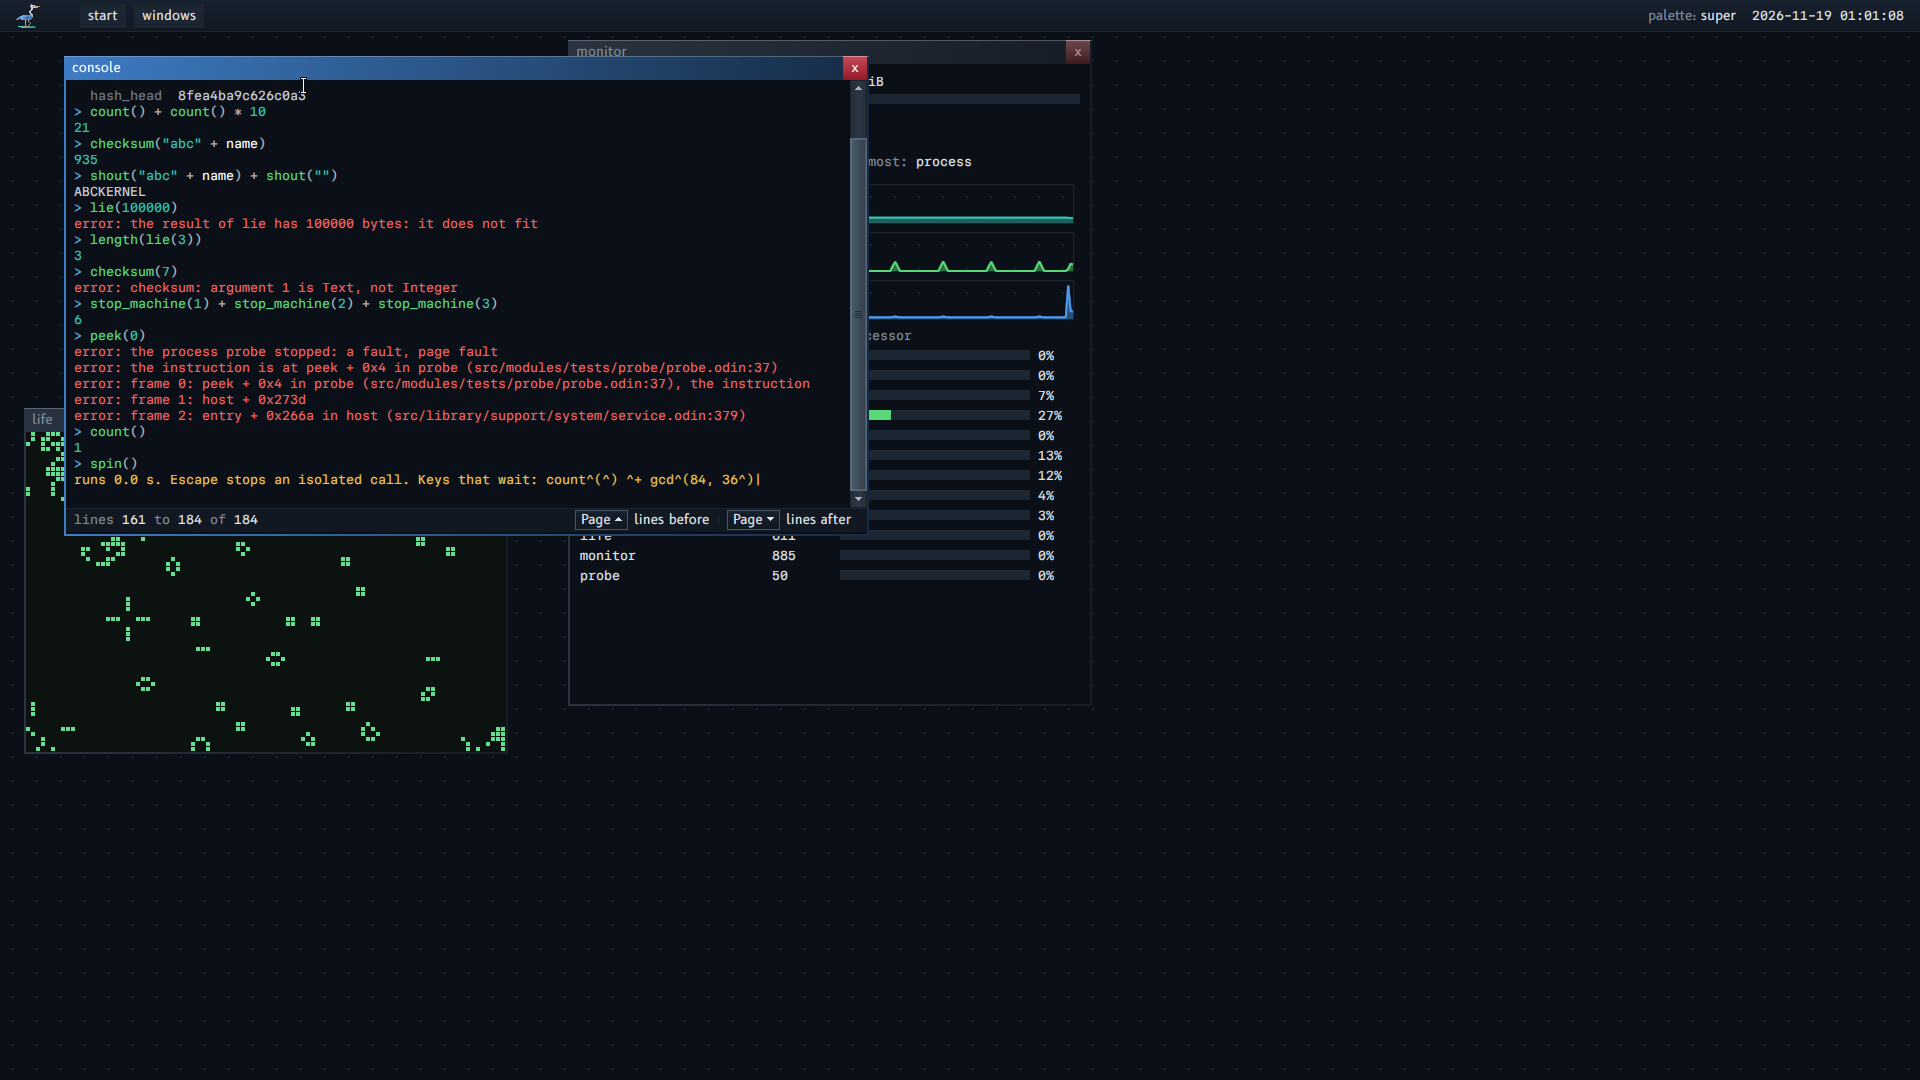 start windows palette: super 2026-11-19 01:01:08
monitor x
console x
iB
hash_head 8fea4ba9c626c0a3
> count() + count() * 10
21
> checksum("abc" + name)
935
> shout("abc" + name) + shout("")
ABCKERNEL
> lie(100000)
error: the result of lie has 100000 bytes: it does not fit
> length(lie(3))
3
> checksum(7)
error: checksum: argument 1 is Text, not Integer
> stop_machine(1) + stop_machine(2) + stop_machine(3)
6
> peek(0)
error: the process probe stopped: a fault, page fault
error: the instruction is at peek + 0x4 in probe (src/modules/tests/probe/probe.odin:37)
error: frame 0: peek + 0x4 in probe (src/modules/tests/probe/probe.odin:37), the instruction
error: frame 1: host + 0x273d
error: frame 2: entry + 0x266a in host (src/library/support/system/service.odin:379)
> count()
1
> spin()
runs 0.0 s. Escape stops an isolated call. Keys that wait: count^(^) ^+ gcd^(84, 36^)|
lines 161 to 184 of 184 Page lines before Page lines after
most: process
cessor
0%
0%
7%
27%
0%
13%
12%
4%
3%
0%
monitor 885 0%
probe 50 0%
life